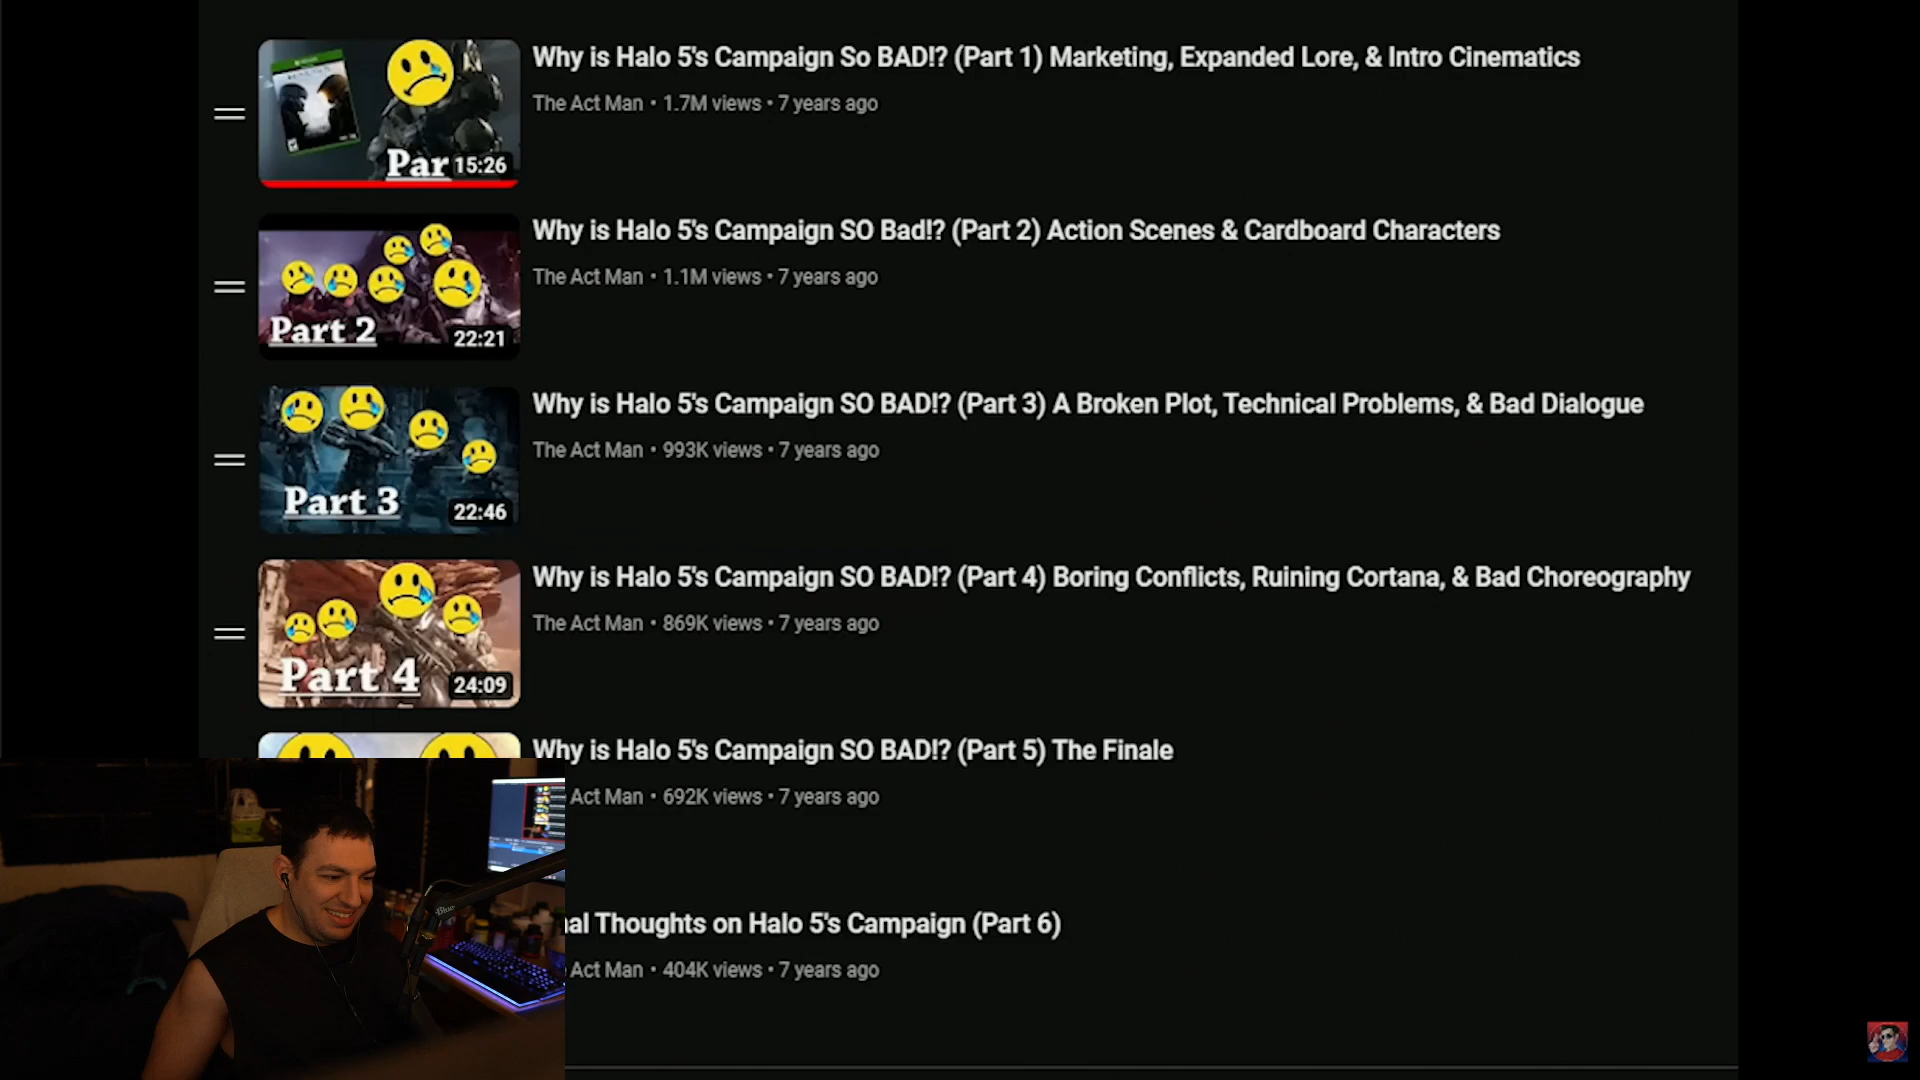 Why is Halo 5's Campaign So BAD!? (Part 1) Marketing, Expanded Lore, & Intro Cinematics
The Act Man • 1.7M views • 7 years ago
Par 15:26
Why is Halo 5's Campaign SO Bad!? (Part 2) Action Scenes & Cardboard Characters
The Act Man • 1.1M views • 7 years ago
Part 2 22:21
Why is Halo 5's Campaign SO BAD!? (Part 3) A Broken Plot, Technical Problems, & Bad Dialogue
The Act Man • 993K views • 7 years ago
Part 3 22:46
Why is Halo 5's Campaign SO BAD!? (Part 4) Boring Conflicts, Ruining Cortana, & Bad Choreography
The Act Man • 869K views • 7 years ago
Part 4 24:09
Why is Halo 5's Campaign SO BAD!? (Part 5) The Finale
Act Man • 692K views • 7 years ago
al Thoughts on Halo 5's Campaign (Part 6)
Act Man • 404K views • 7 years ago
Blue